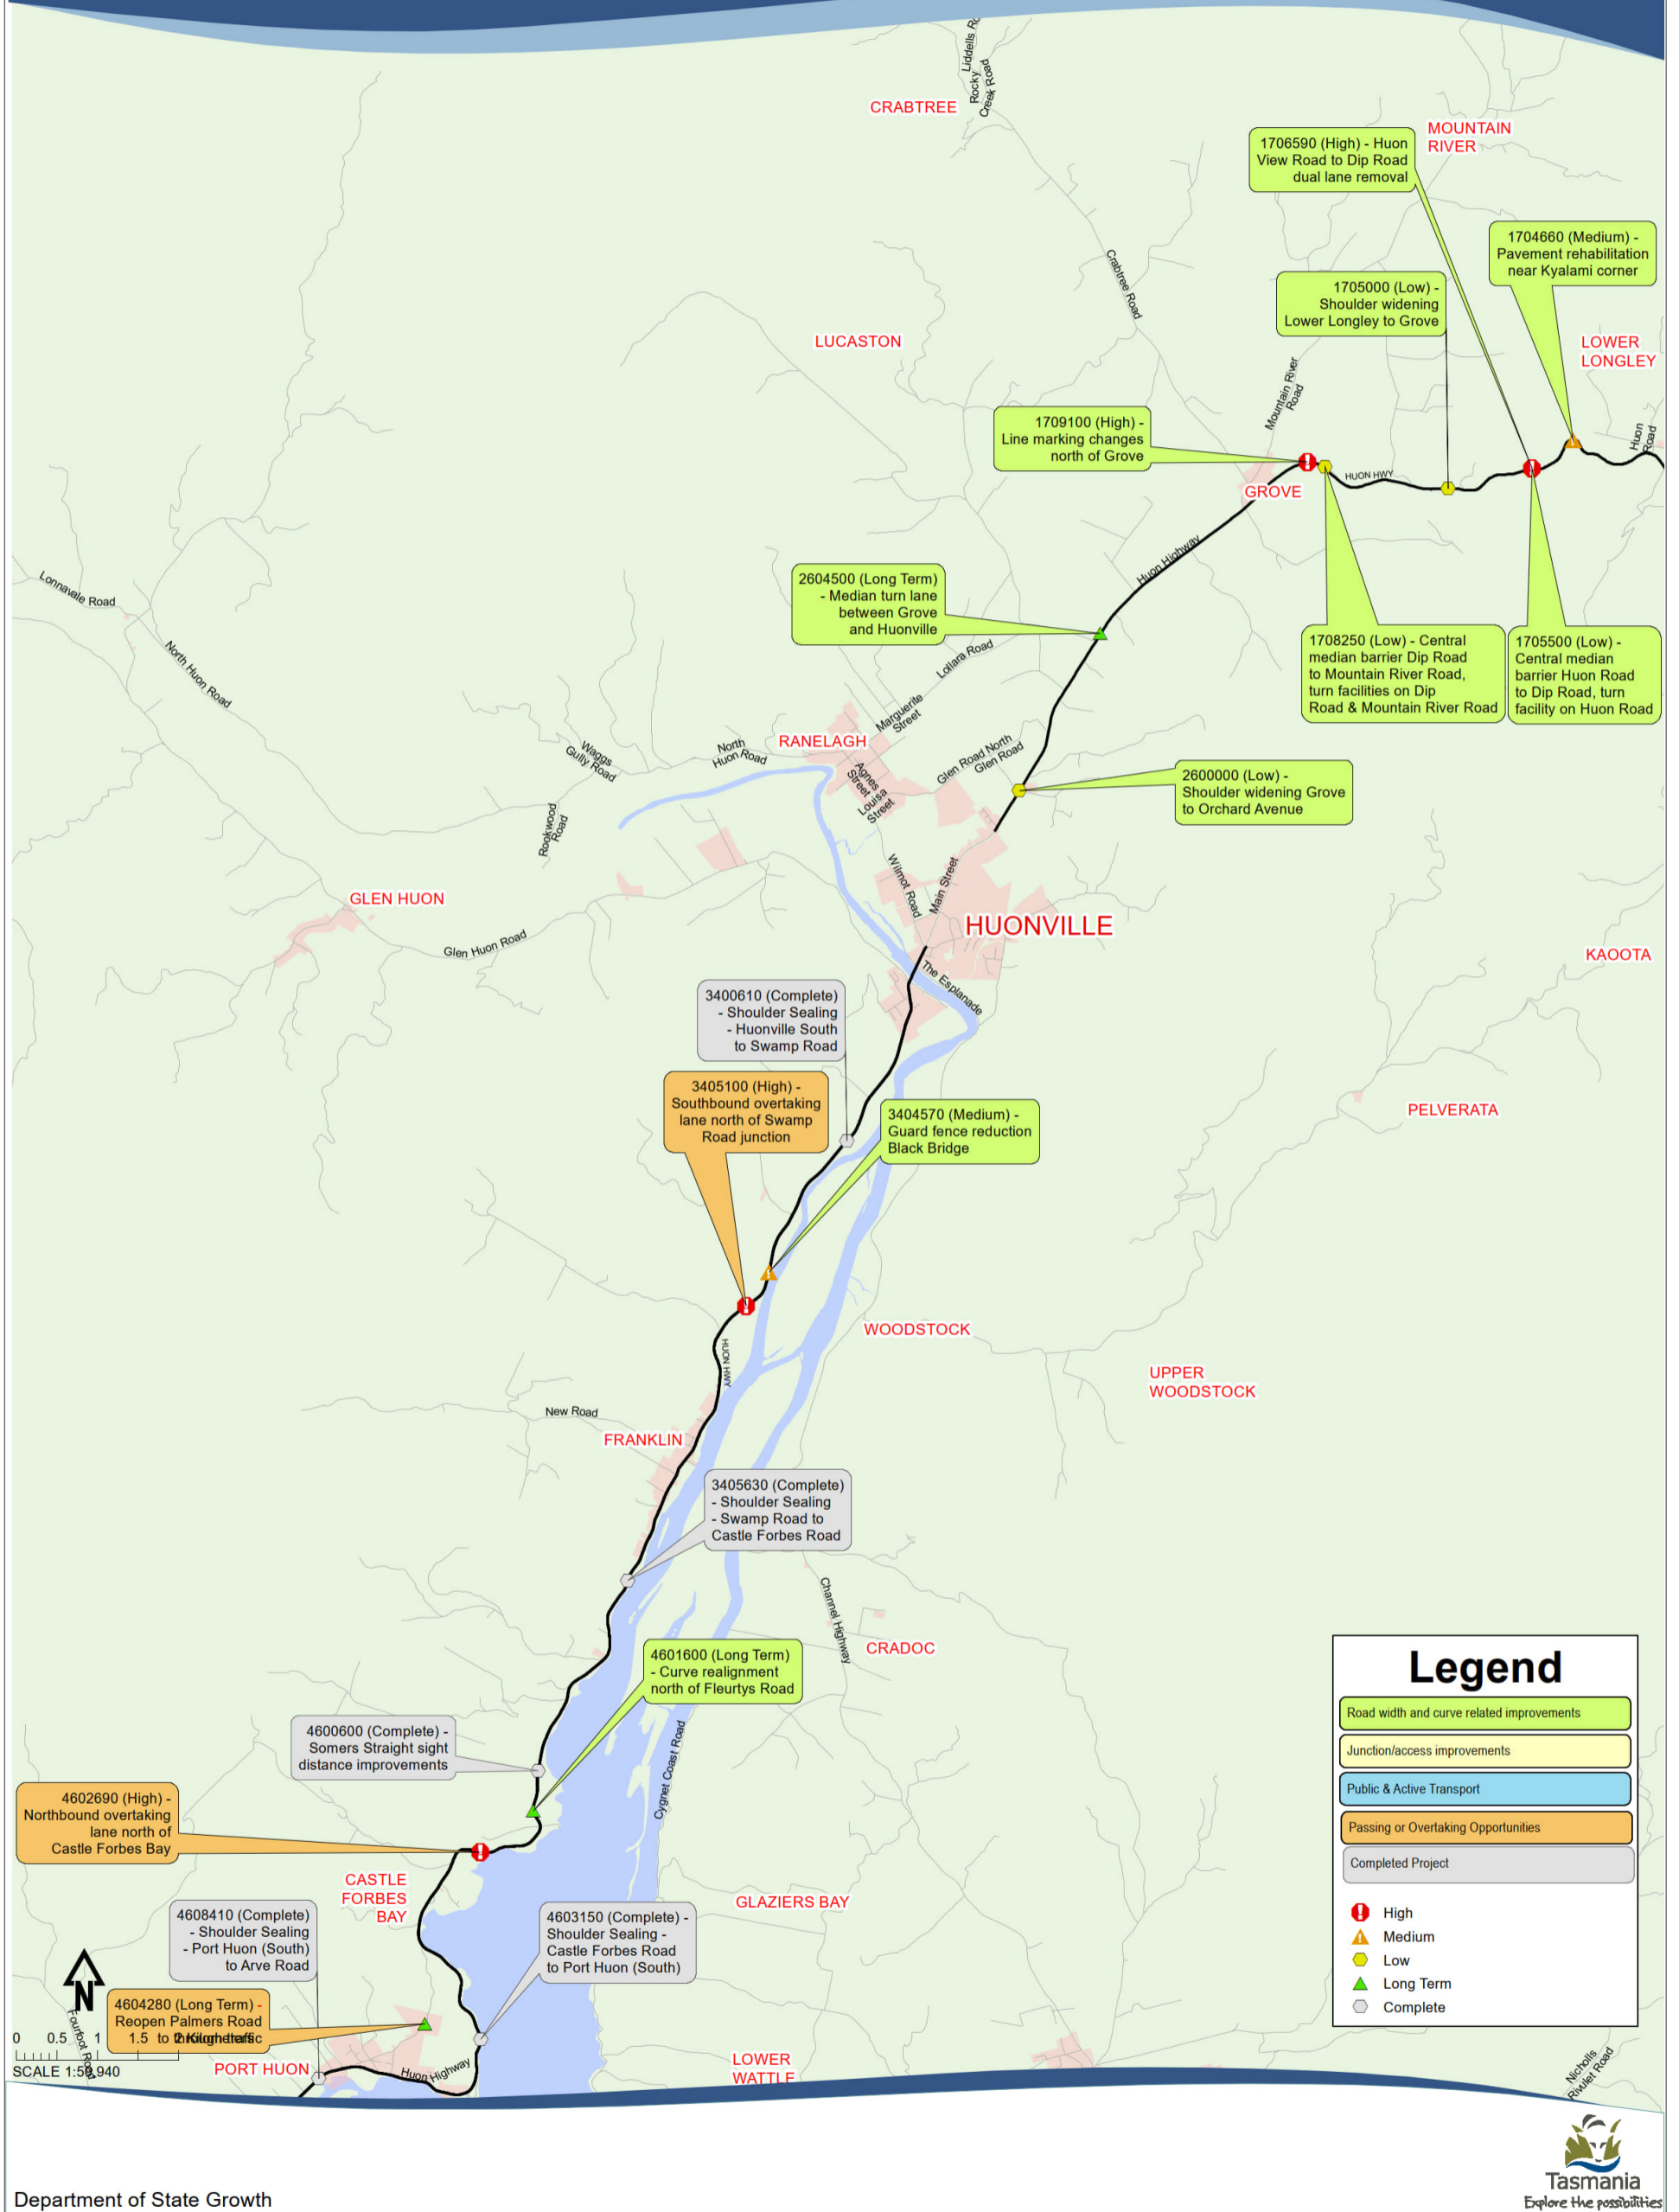 Liddells Rd
Rocky
Creek Road
CRABTREE
MOUNTAIN
RIVER
1706590 (High) - Huon
View Road to Dip Road
dual lane removal
1704660 (Medium) -
Pavement rehabilitation
near Kyalami corner
1705000 (Low) -
Shoulder widening
Lower Longley to Grove
Crabtree Road
LUCASTON
LOWER
LONGLEY
Mountain River
Road
1709100 (High) -
Line marking changes
north of Grove
Huon
Road
HUON HWY
GROVE
Huon Highway
2604500 (Long Term)
- Median turn lane
between Grove
and Huonville
Lonnavale Road
North Huon Road
1708250 (Low) - Central
median barrier Dip Road
to Mountain River Road,
turn facilities on Dip
Road & Mountain River Road
1705500 (Low) -
Central median
barrier Huon Road
to Dip Road, turn
facility on Huon Road
Lollara Road
Marguerite
Street
RANELAGH
Waggs
Gully Road
North
Huon Road
Glen Road North
Glen Road
Agnes
Street
Louisa
Street
2600000 (Low) -
Shoulder widening Grove
to Orchard Avenue
Rookwood
Road
Wilmot Road
Main Street
GLEN HUON
HUONVILLE
Glen Huon Road
KAOOTA
The Esplanade
3400610 (Complete)
- Shoulder Sealing
- Huonville South
to Swamp Road
3405100 (High) -
Southbound overtaking
lane north of Swamp
Road junction
3404570 (Medium) -
Guard fence reduction
Black Bridge
PELVERATA
WOODSTOCK
HUON HWY
UPPER
WOODSTOCK
New Road
FRANKLIN
3405630 (Complete)
- Shoulder Sealing
- Swamp Road to
Castle Forbes Road
Channel Highway
CRADOC
4601600 (Long Term)
- Curve realignment
north of Fleurtys Road
4600600 (Complete) -
Somers Straight sight
distance improvements
Cygnet Coast Road
4602690 (High) -
Northbound overtaking
lane north of
Castle Forbes Bay
CASTLE
FORBES
BAY
GLAZIERS BAY
4608410 (Complete)
- Shoulder Sealing
- Port Huon (South)
to Arve Road
4603150 (Complete) -
Shoulder Sealing -
Castle Forbes Road
to Port Huon (South)
N
4604280 (Long Term) -
Reopen Palmers Road
to through traffic
0 0.5 1 1.5 2 Kilometers
SCALE 1:50,940
Fourfoot Road
PORT HUON
Huon Highway
LOWER
WATTLE
Nicholls
Rivulet Road
Legend
Road width and curve related improvements
Junction/access improvements
Public & Active Transport
Passing or Overtaking Opportunities
Completed Project
High
Medium
Low
Long Term
Complete
Department of State Growth
Tasmania
Explore the possibilities